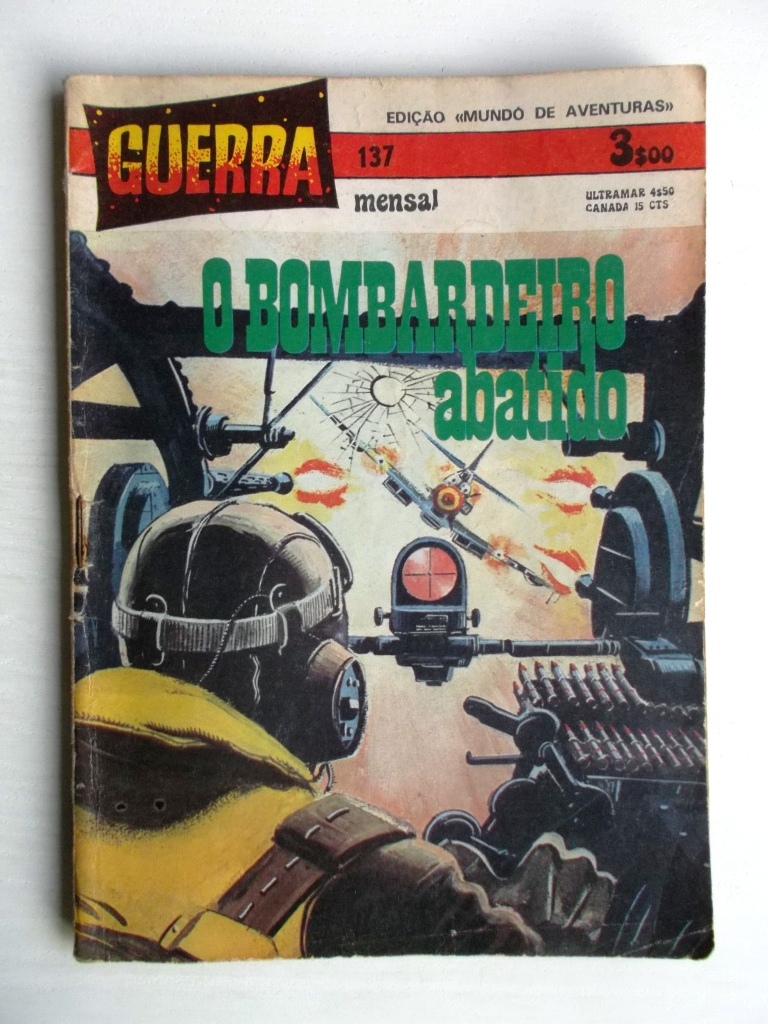 EDIÇÃO «MUNDO DE AVENTURAS»
GUERRA
137
3$00
mensal
ULTRAMAR 4$50
CANADA 15 CTS
O BOMBARDEIRO
abatido